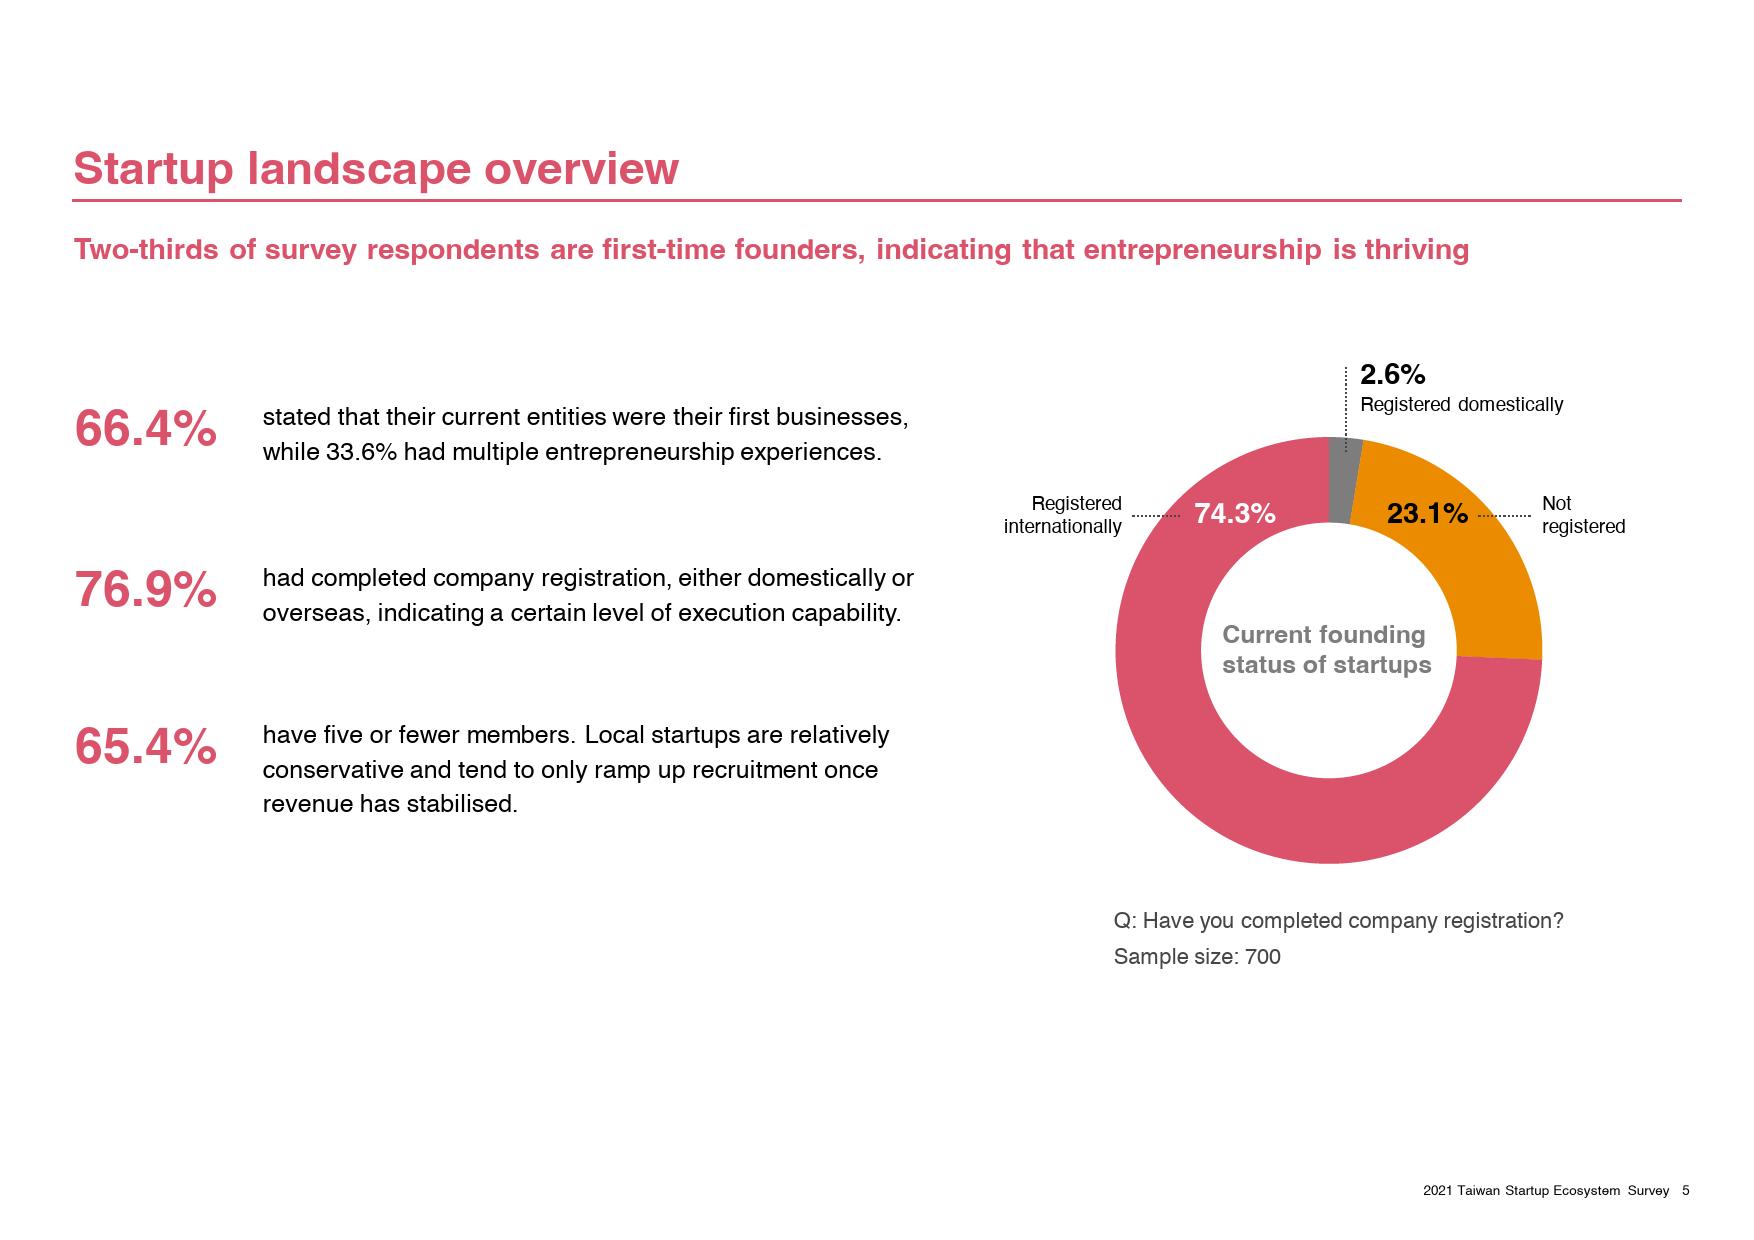 Startup landscape overview
Two-thirds of survey respondents are first-time founders, indicating that entrepreneurship is thriving
66.4%
stated that their current entities were their first businesses,
while 33.6% had multiple entrepreneurship experiences.
76.9%
had completed company registration, either domestically or
overseas, indicating a certain level of execution capability.
65.4%
have five or fewer members. Local startups are relatively
conservative and tend to only ramp up recruitment once
revenue has stabilised.
2.6%
Registered domestically
Registered
internationally
74.3%
23.1%
Not
registered
Current founding
status of startups
Q: Have you completed company registration?
Sample size: 700
2021 Taiwan Startup Ecosystem Survey 5